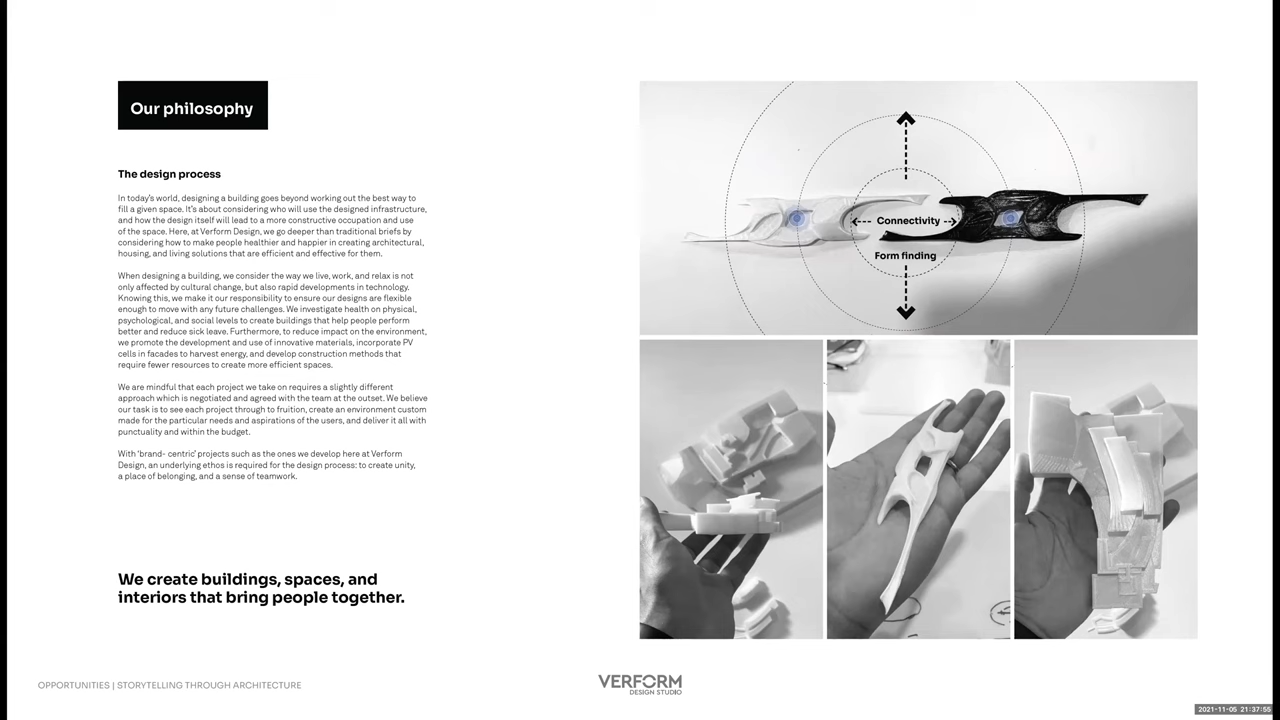 Our philosophy
The design process
In today's world, designing a building goes beyond working out the best way to
fill a given space. It's about considering who will use the designed infrastructure,
and how the design itself will lead to a more constructive occupation and use
of the space. Here, at Verform Design, we go deeper than traditional briefs by
considering how to make people healthier and happier in creating architectural,
housing, and living solutions that are efficient and effective for them.
When designing a building, we consider the way we live, work, and relax is not
only affected by cultural change, but also rapid developments in technology.
Knowing this, we make it our responsibility to ensure our designs are flexible
enough to move with any future challenges. We investigate health on physical,
psychological, and social levels to create buildings that help people perform
better and reduce sick leave. Furthermore, to reduce impact on the environment,
we promote the development and use of innovative materials, incorporate PV
cells in facades to harvest energy, and develop construction methods that
require fewer resources to create more efficient spaces.
We are mindful that each project we take on requires a slightly different
approach which is negotiated and agreed with the team at the outset. We believe
our task is to see each project through to fruition, create an environment custom
made for the particular needs and aspirations of the users, and deliver it all with
punctuality and within the budget.
With 'brand- centric' projects such as the ones we develop here at Verform
Design, an underlying ethos is required for the design process: to create unity,
a place of belonging, and a sense of teamwork.
We create buildings, spaces, and
interiors that bring people together.
Connectivity
Form finding
OPPORTUNITIES | STORYTELLING THROUGH ARCHITECTURE
VERFORM
DESIGN STUDIO
2021-11-05 21:37:55